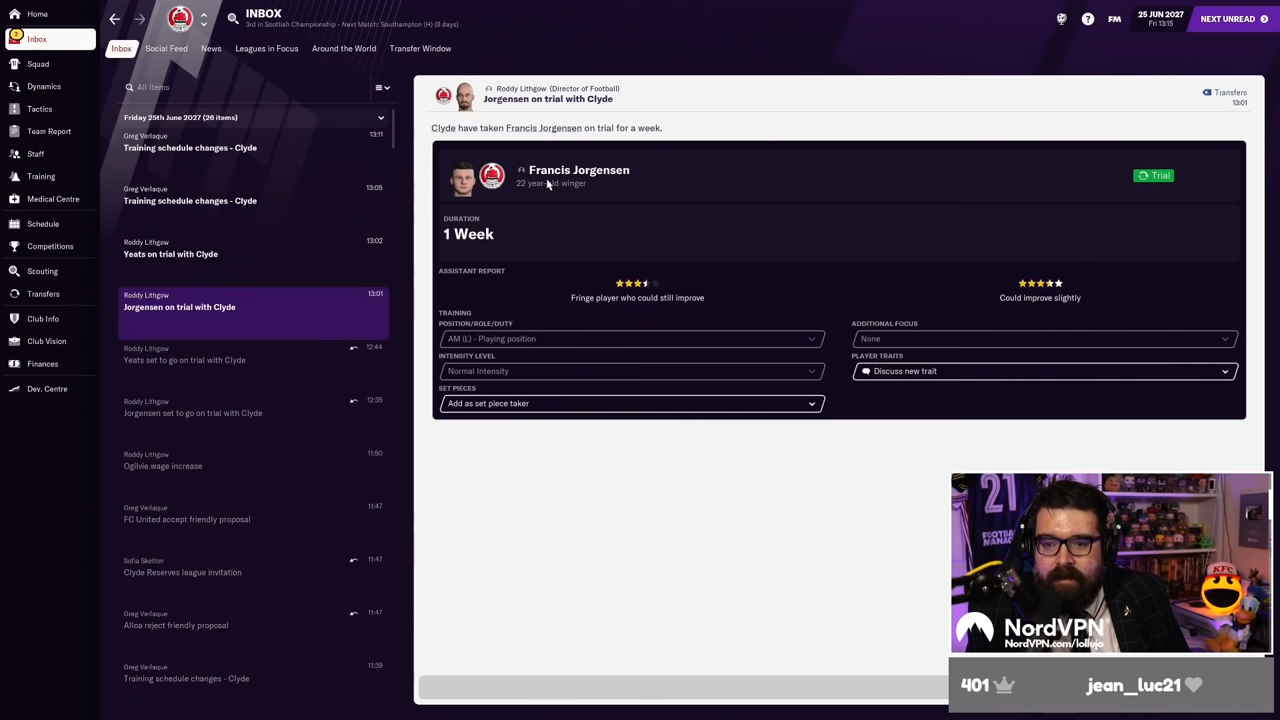 Home
Inbox
3
Squad
Dynamics
Tactics
Team Report
Staff
Training
Medical Centre
Schedule
Competitions
Scouting
Transfers
Club Info
Club Vision
Finances
Dev. Centre
INBOX
3rd in Scottish Championship - Next Match: Southampton (H) (8 days)
? FM
25 JUN 2027
Fri 13:15
NEXT UNREAD
Inbox Social Feed News Leagues in Focus Around the World Transfer Window
All Items
Friday 25th June 2027 (26 items)
Greg Verlaque 13:11
Training schedule changes - Clyde
Greg Verlaque 13:05
Training schedule changes - Clyde
Roddy Lithgow 13:02
Yeats on trial with Clyde
Roddy Lithgow 13:01
Jorgensen on trial with Clyde
Roddy Lithgow 12:44
Yeats set to go on trial with Clyde
Roddy Lithgow 12:35
Jorgensen set to go on trial with Clyde
Roddy Lithgow 11:50
Ogilvie wage increase
Greg Verlaque 11:47
FC United accept friendly proposal
Sofia Skelton 11:47
Clyde Reserves league invitation
Greg Verlaque 11:47
Alloa reject friendly proposal
Greg Verlaque 11:39
Training schedule changes - Clyde
Roddy Lithgow (Director of Football)
Jorgensen on trial with Clyde
Transfers
13:01
Clyde have taken Francis Jorgensen on trial for a week.
Francis Jorgensen
22 year-old winger
Trial
DURATION
1 Week
ASSISTANT REPORT
Fringe player who could still improve
Could improve slightly
TRAINING
POSITION/ROLE/DUTY
AM (L) - Playing position
ADDITIONAL FOCUS
None
INTENSITY LEVEL
Normal Intensity
PLAYER TRAITS
Discuss new trait
SET PIECES
Add as set piece taker
21
KFC
NordVPN
NordVPN.com/lollujo
401
jean_luc21